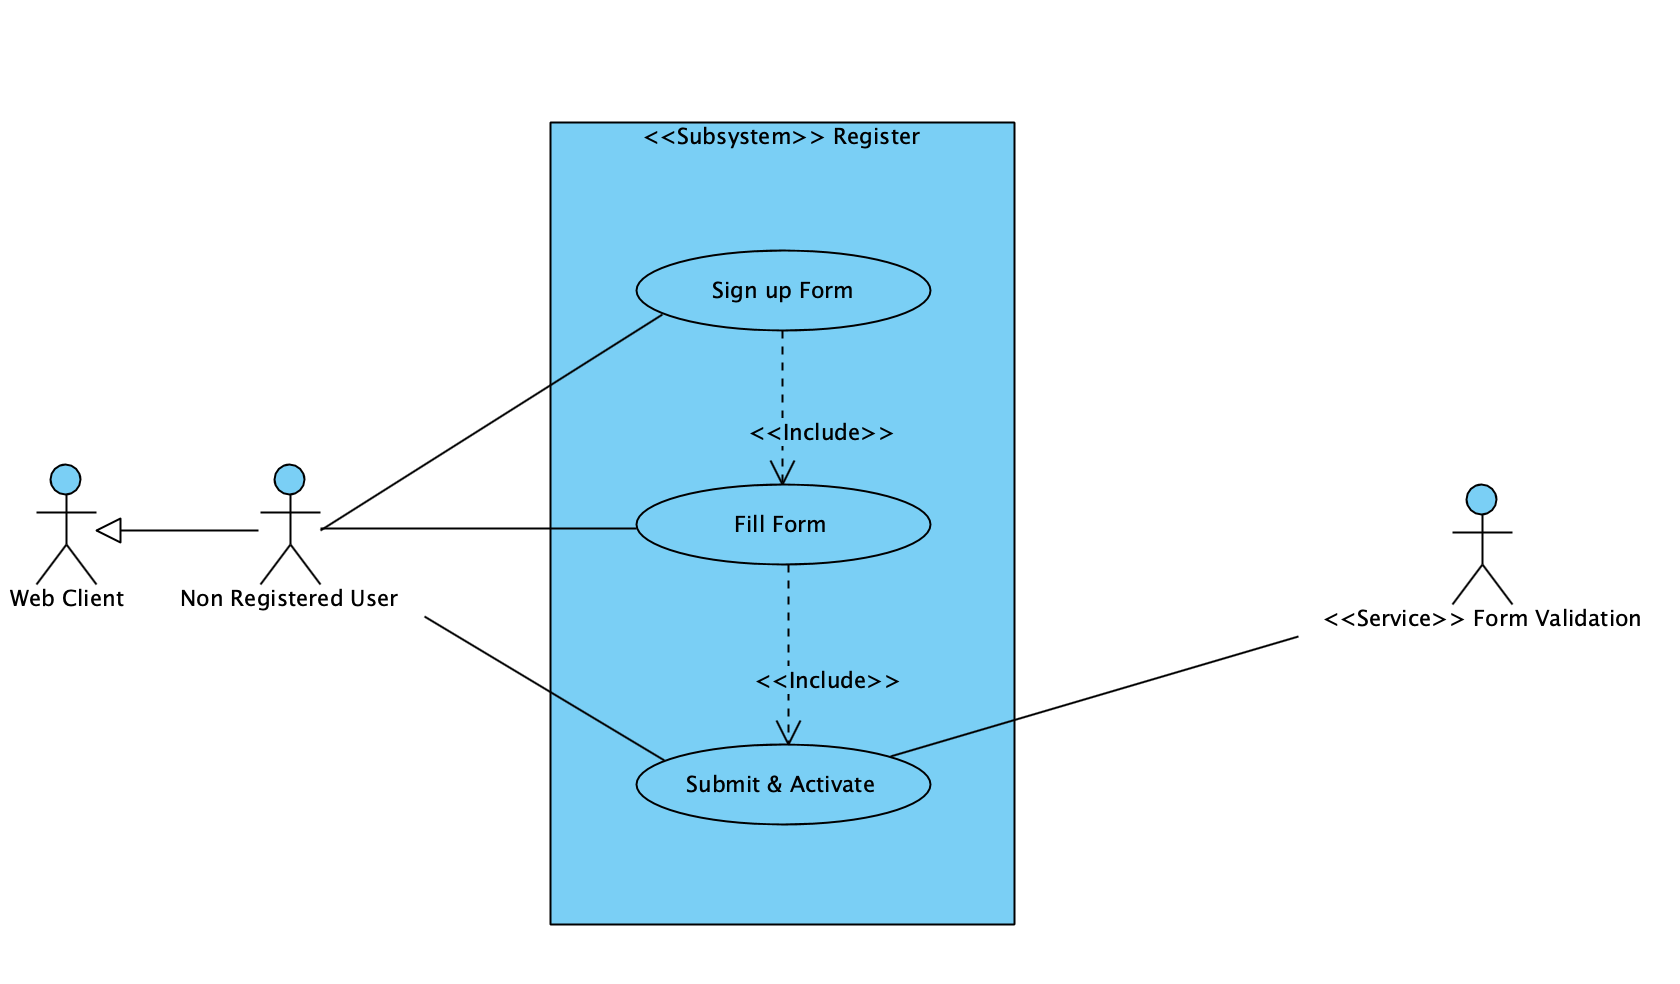 <<Subsystem>> Register
Sign up Form
<<Include>>
Fill Form
Web Client
Non Registered User
<<Service>> Form Validation
<<Include>>
Submit & Activate